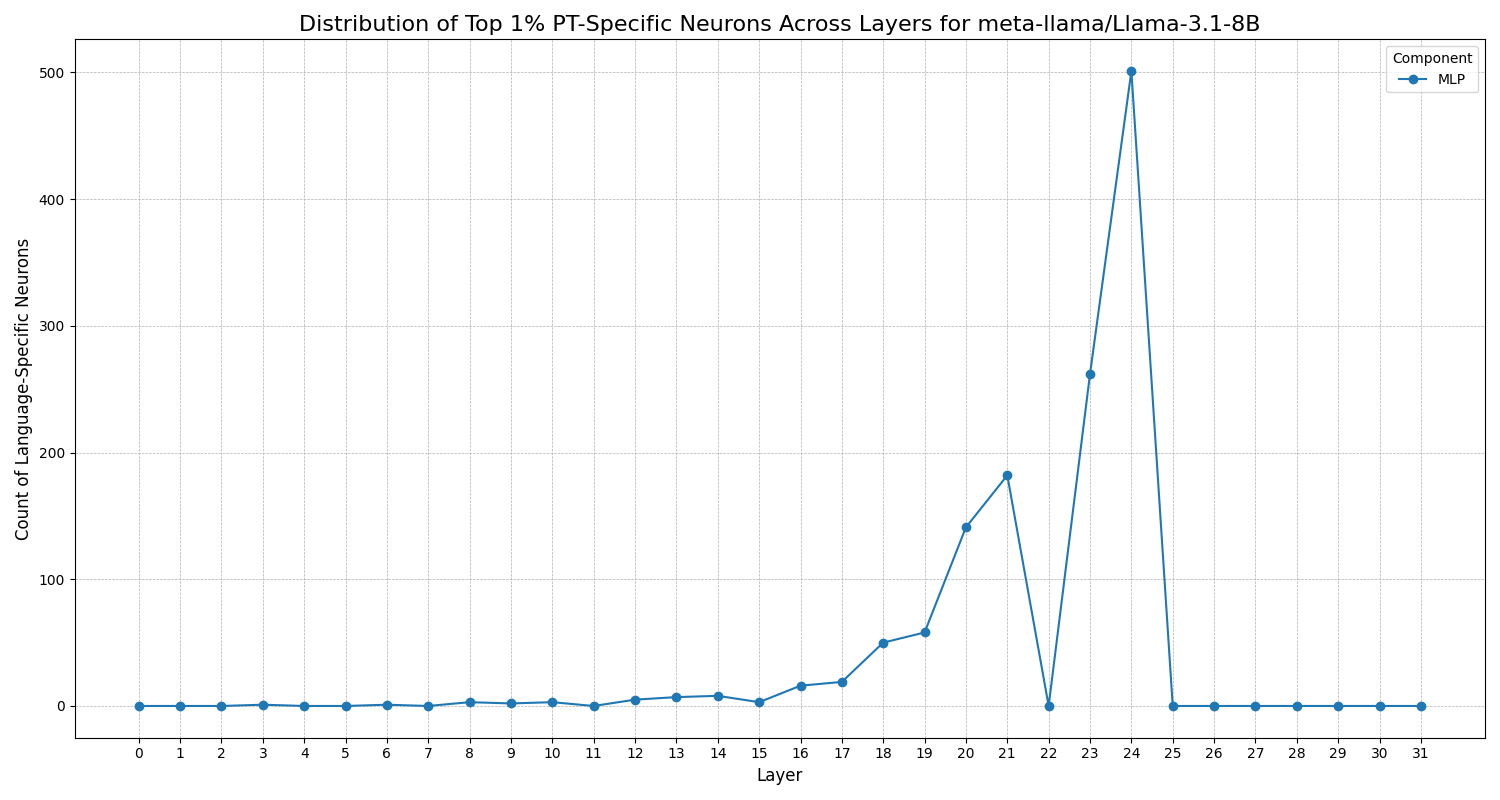 Distribution of Top 1% PT-Specific Neurons Across Layers for meta-llama/Llama-3.1-8B
Component
MLP
500
400
300
200
100
0
Count of Language-Specific Neurons
0 1 2 3 4 5 6 7 8 9 10 11 12 13 14 15 16 17 18 19 20 21 22 23 24 25 26 27 28 29 30 31
Layer